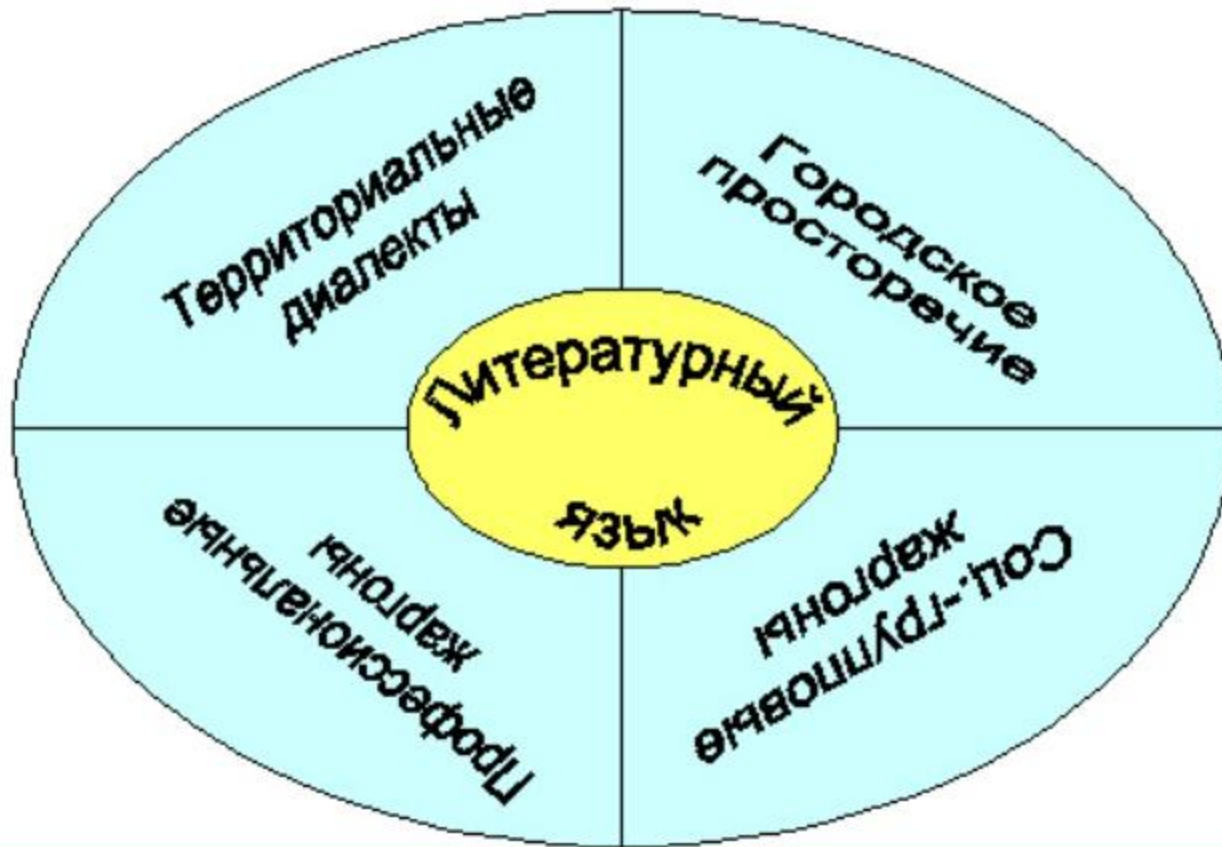 Территориальные
диалекты
Городское
просторечие
Литературный
язык
Профессиональные
жаргоны
Соц.-групповые
жаргоны